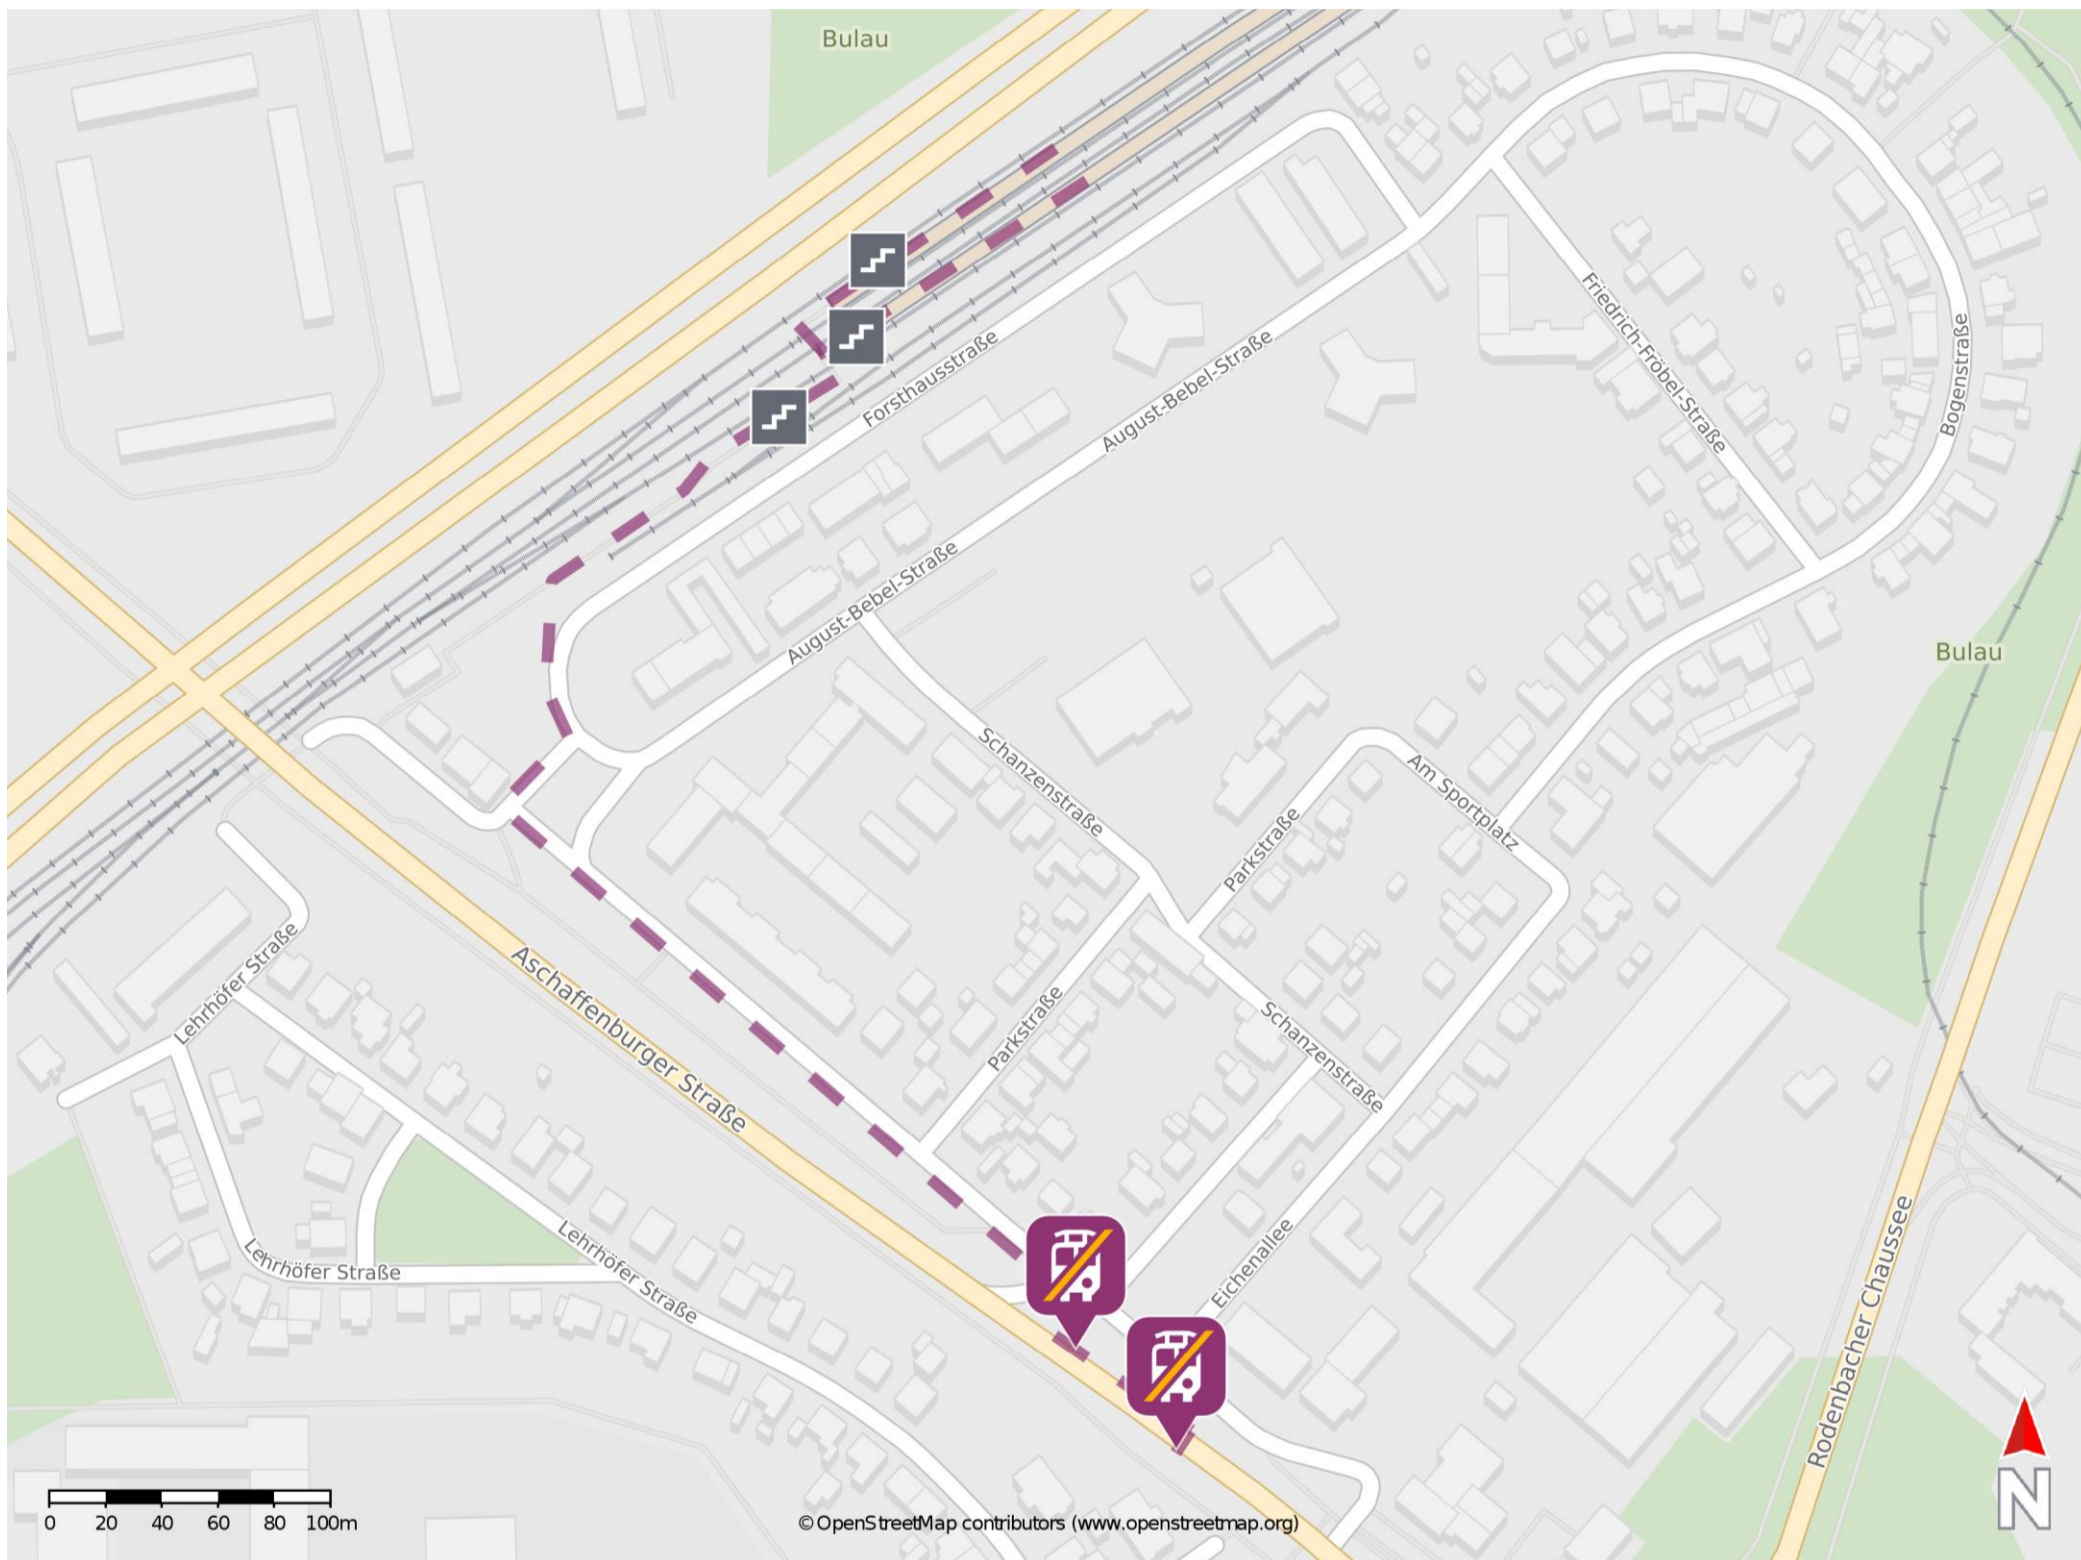 Bulau
Forsthausstraße
August-Bebel-Straße
Friedrich-Fröbel-Straße
Bogenstraße
August-Bebel-Straße
Bulau
Schanzenstraße
Am Sportplatz
Parkstraße
Aschaffenburger Straße
Lehrhöfer Straße
Parkstraße
Schanzenstraße
Eichenallee
Lehrhöfer Straße
Lehrhöfer Straße
Rodenbacher Chaussee
N
0 20 40 60 80 100m
© OpenStreetMap contributors (www.openstreetmap.org)